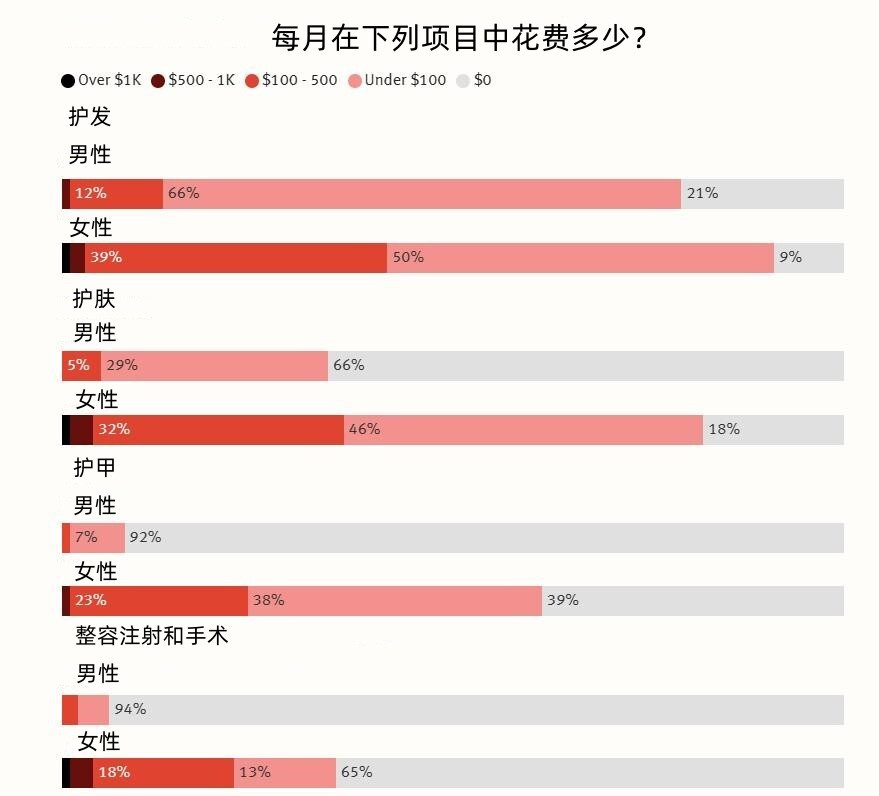 每月在下列项目中花费多少？
Over $1K $500 - 1K $100 - 500 Under $100 $0
护发
男性
12% 66% 21%
女性
39% 50% 9%
护肤
男性
5% 29% 66%
女性
32% 46% 18%
护甲
男性
7% 92%
女性
23% 38% 39%
整容注射和手术
男性
94%
女性
18% 13% 65%